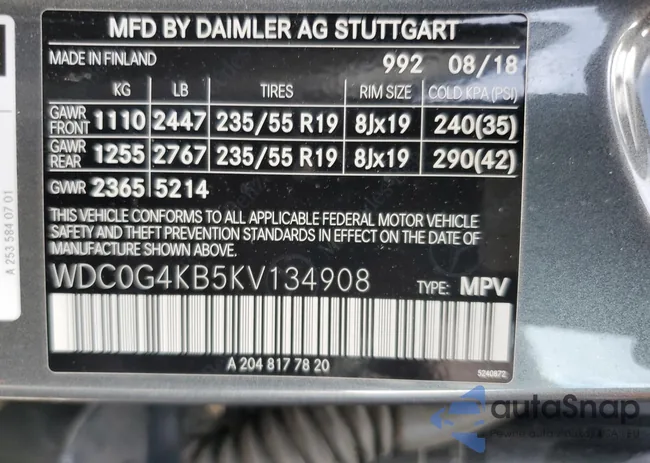 MFD BY DAIMLER AG STUTTGART
MADE IN FINLAND 992 08/18
KG LB TIRES RIM SIZE COLD KPA(PSI)
GAWR FRONT 1110 2447 235/55 R19 8Jx19 240(35)
GAWR REAR 1255 2767 235/55 R19 8Jx19 290(42)
GVWR 2365 5214
THIS VEHICLE CONFORMS TO ALL APPLICABLE FEDERAL MOTOR VEHICLE
SAFETY AND THEFT PREVENTION STANDARDS IN EFFECT ON THE DATE OF
MANUFACTURE SHOWN ABOVE.
WDC0G4KB5KV134908 TYPE: MPV
A 204 817 78 20
5240872
A 253 584 07 01
autoSnap